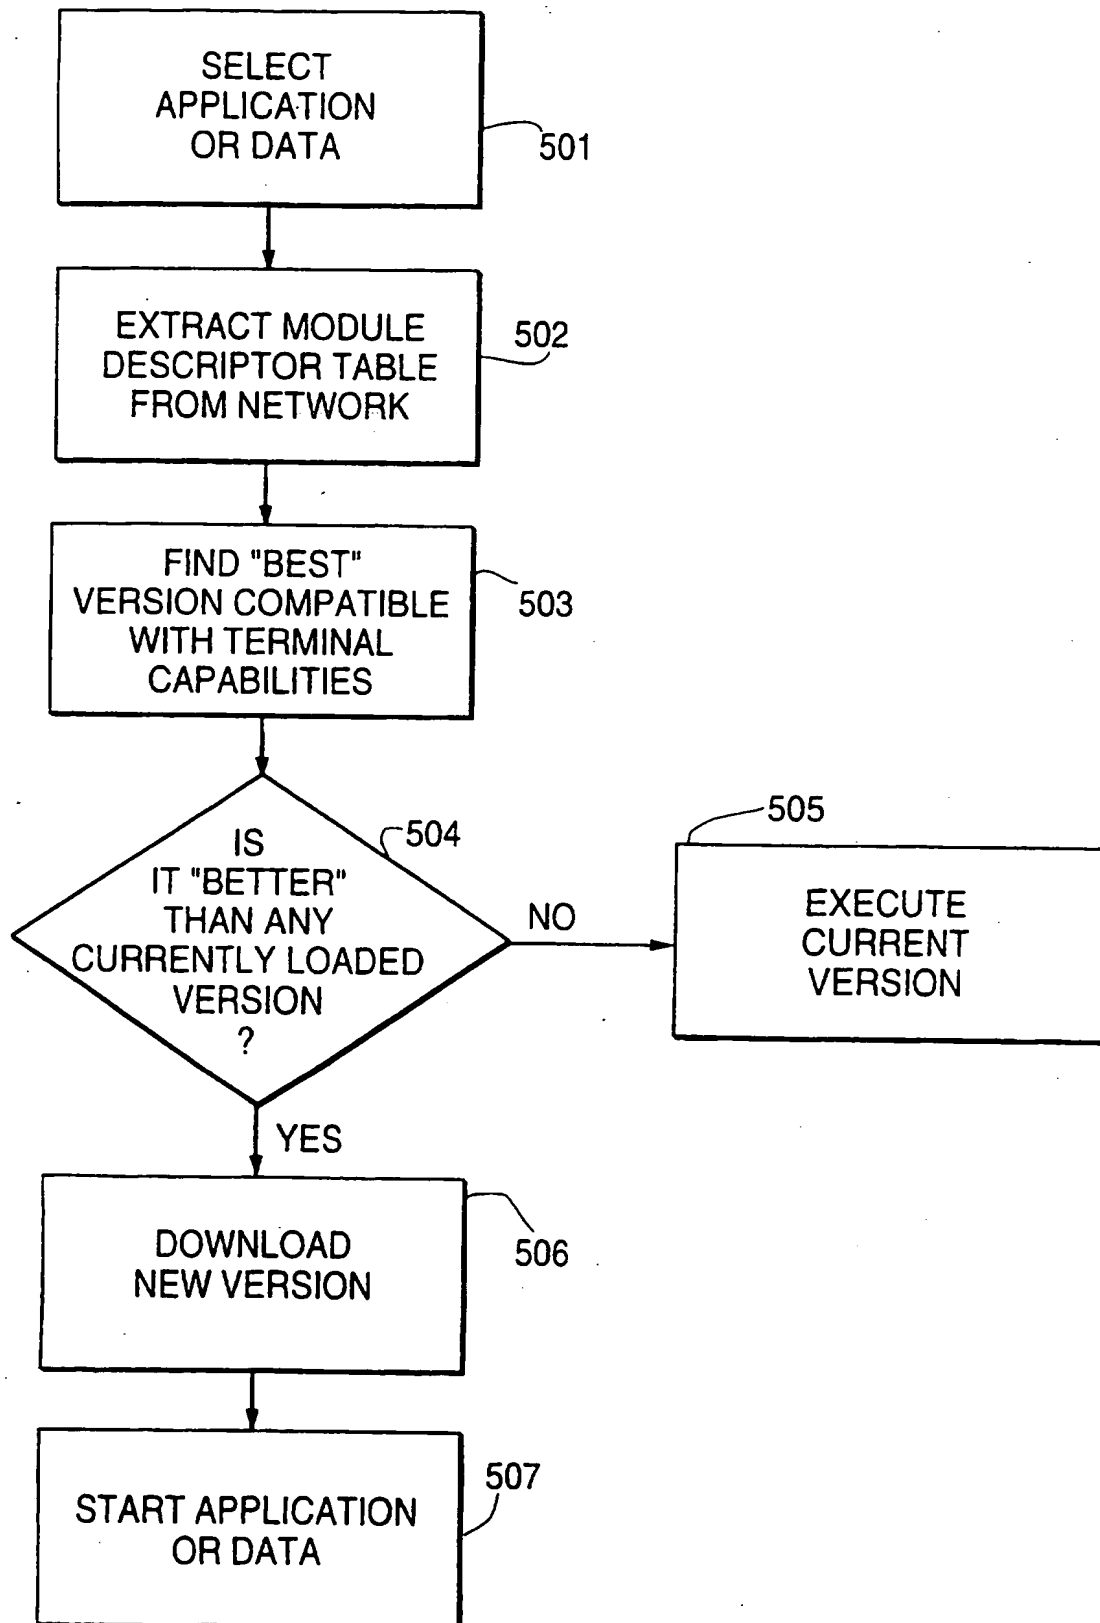 SELECT
APPLICATION
OR DATA
501
EXTRACT MODULE
DESCRIPTOR TABLE
FROM NETWORK
502
FIND "BEST"
VERSION COMPATIBLE
WITH TERMINAL
CAPABILITIES
503
IS
IT "BETTER"
THAN ANY
CURRENTLY LOADED
VERSION
?
504
NO
505
EXECUTE
CURRENT
VERSION
YES
DOWNLOAD
NEW VERSION
506
START APPLICATION
OR DATA
507